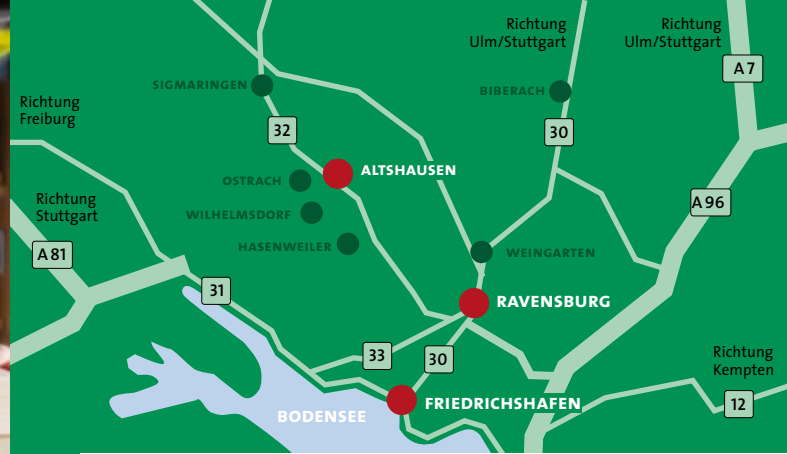 Richtung
Ulm/Stuttgart
Richtung
Ulm/Stuttgart
A 7
SIGMARINGEN
BIBERACH
Richtung
Freiburg
32
30
ALTSHAUSEN
OSTRACH
Richtung
Stuttgart
A 96
WILHELMSDORF
HASENWEILER
WEINGARTEN
A 81
31
RAVENSBURG
33
30
Richtung
Kempten
12
FRIEDRICHSHAFEN
BODENSEE